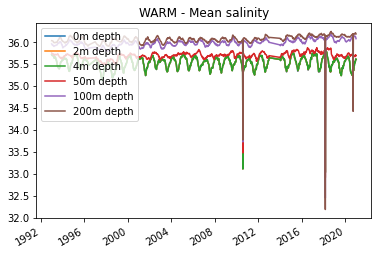 WARM - Mean salinity
0m depth
2m depth
4m depth
50m depth
100m depth
200m depth
36.0
35.5
35.0
34.5
34.0
33.5
33.0
32.5
32.0
1992
1996
2000
2004
2008
2012
2016
2020